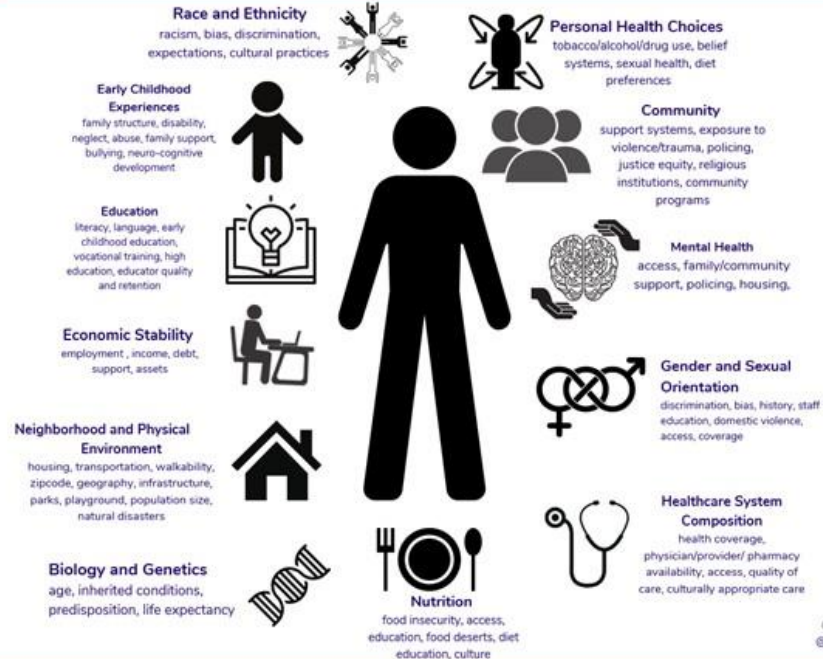 Race and Ethnicity
racism, bias, discrimination,
expectations, cultural practices
Early Childhood
Experiences
family structure, disability,
neglect, abuse, family support,
bullying, neuro-cognitive
development
Education
literacy, language, early
childhood education,
vocational training, high
education, educator quality
and retention
Economic Stability
employment , income, debt,
support, assets
Neighborhood and Physical
Environment
housing, transportation, walkability,
zipcode, geography, infrastructure,
parks, playground, population size,
natural disasters
Biology and Genetics
age, inherited conditions,
predisposition, life expectancy
Nutrition
food insecurity, access,
education, food deserts, diet
education, culture
Personal Health Choices
tobacco/alcohol/drug use, belief
systems, sexual health, diet
preferences
Community
support systems, exposure to
violence/trauma, policing,
justice equity, religious
institutions, community
programs
Mental Health
access, family/community
support, policing, housing,
Gender and Sexual
Orientation
discrimination, bias, history, staff
education, domestic violence,
access, coverage
Healthcare System
Composition
health coverage,
physician/provider/ pharmacy
availability, access, quality of
care, culturally appropriate care